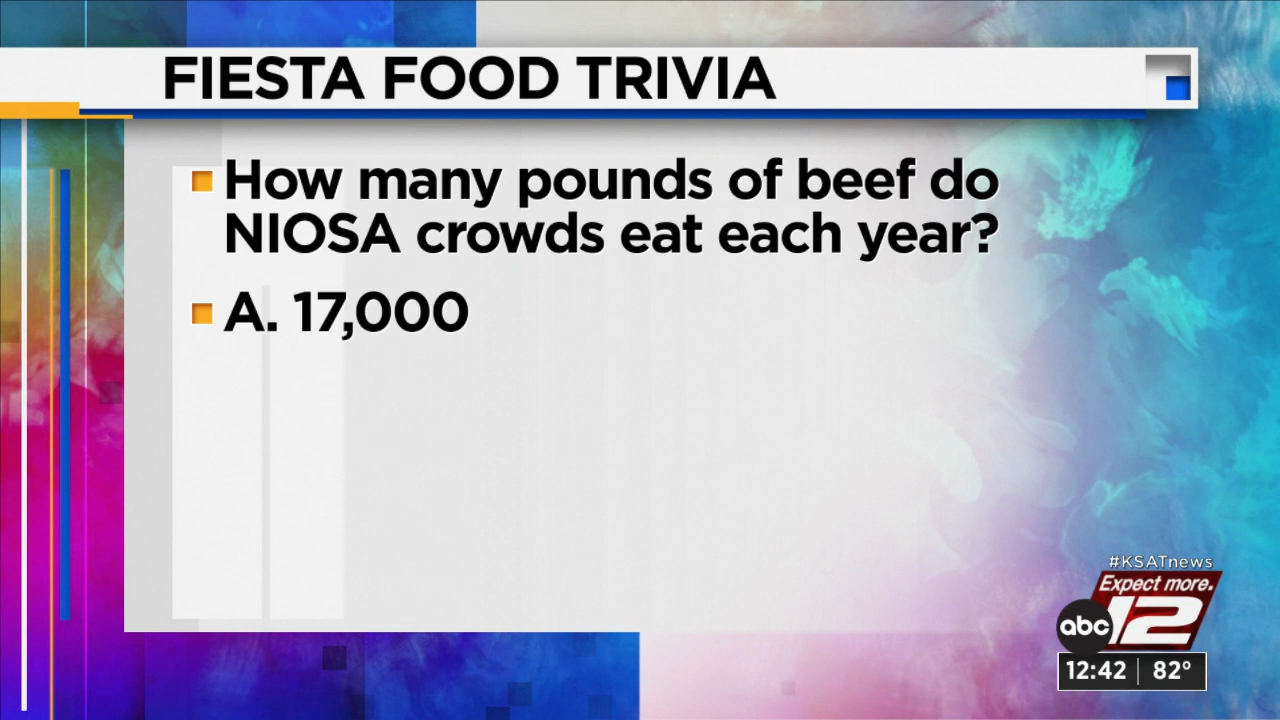 FIESTA FOOD TRIVIA
How many pounds of beef do
NIOSA crowds eat each year?
A. 17,000
#KSATnews
Expect more.
abc 12
12:42 82°